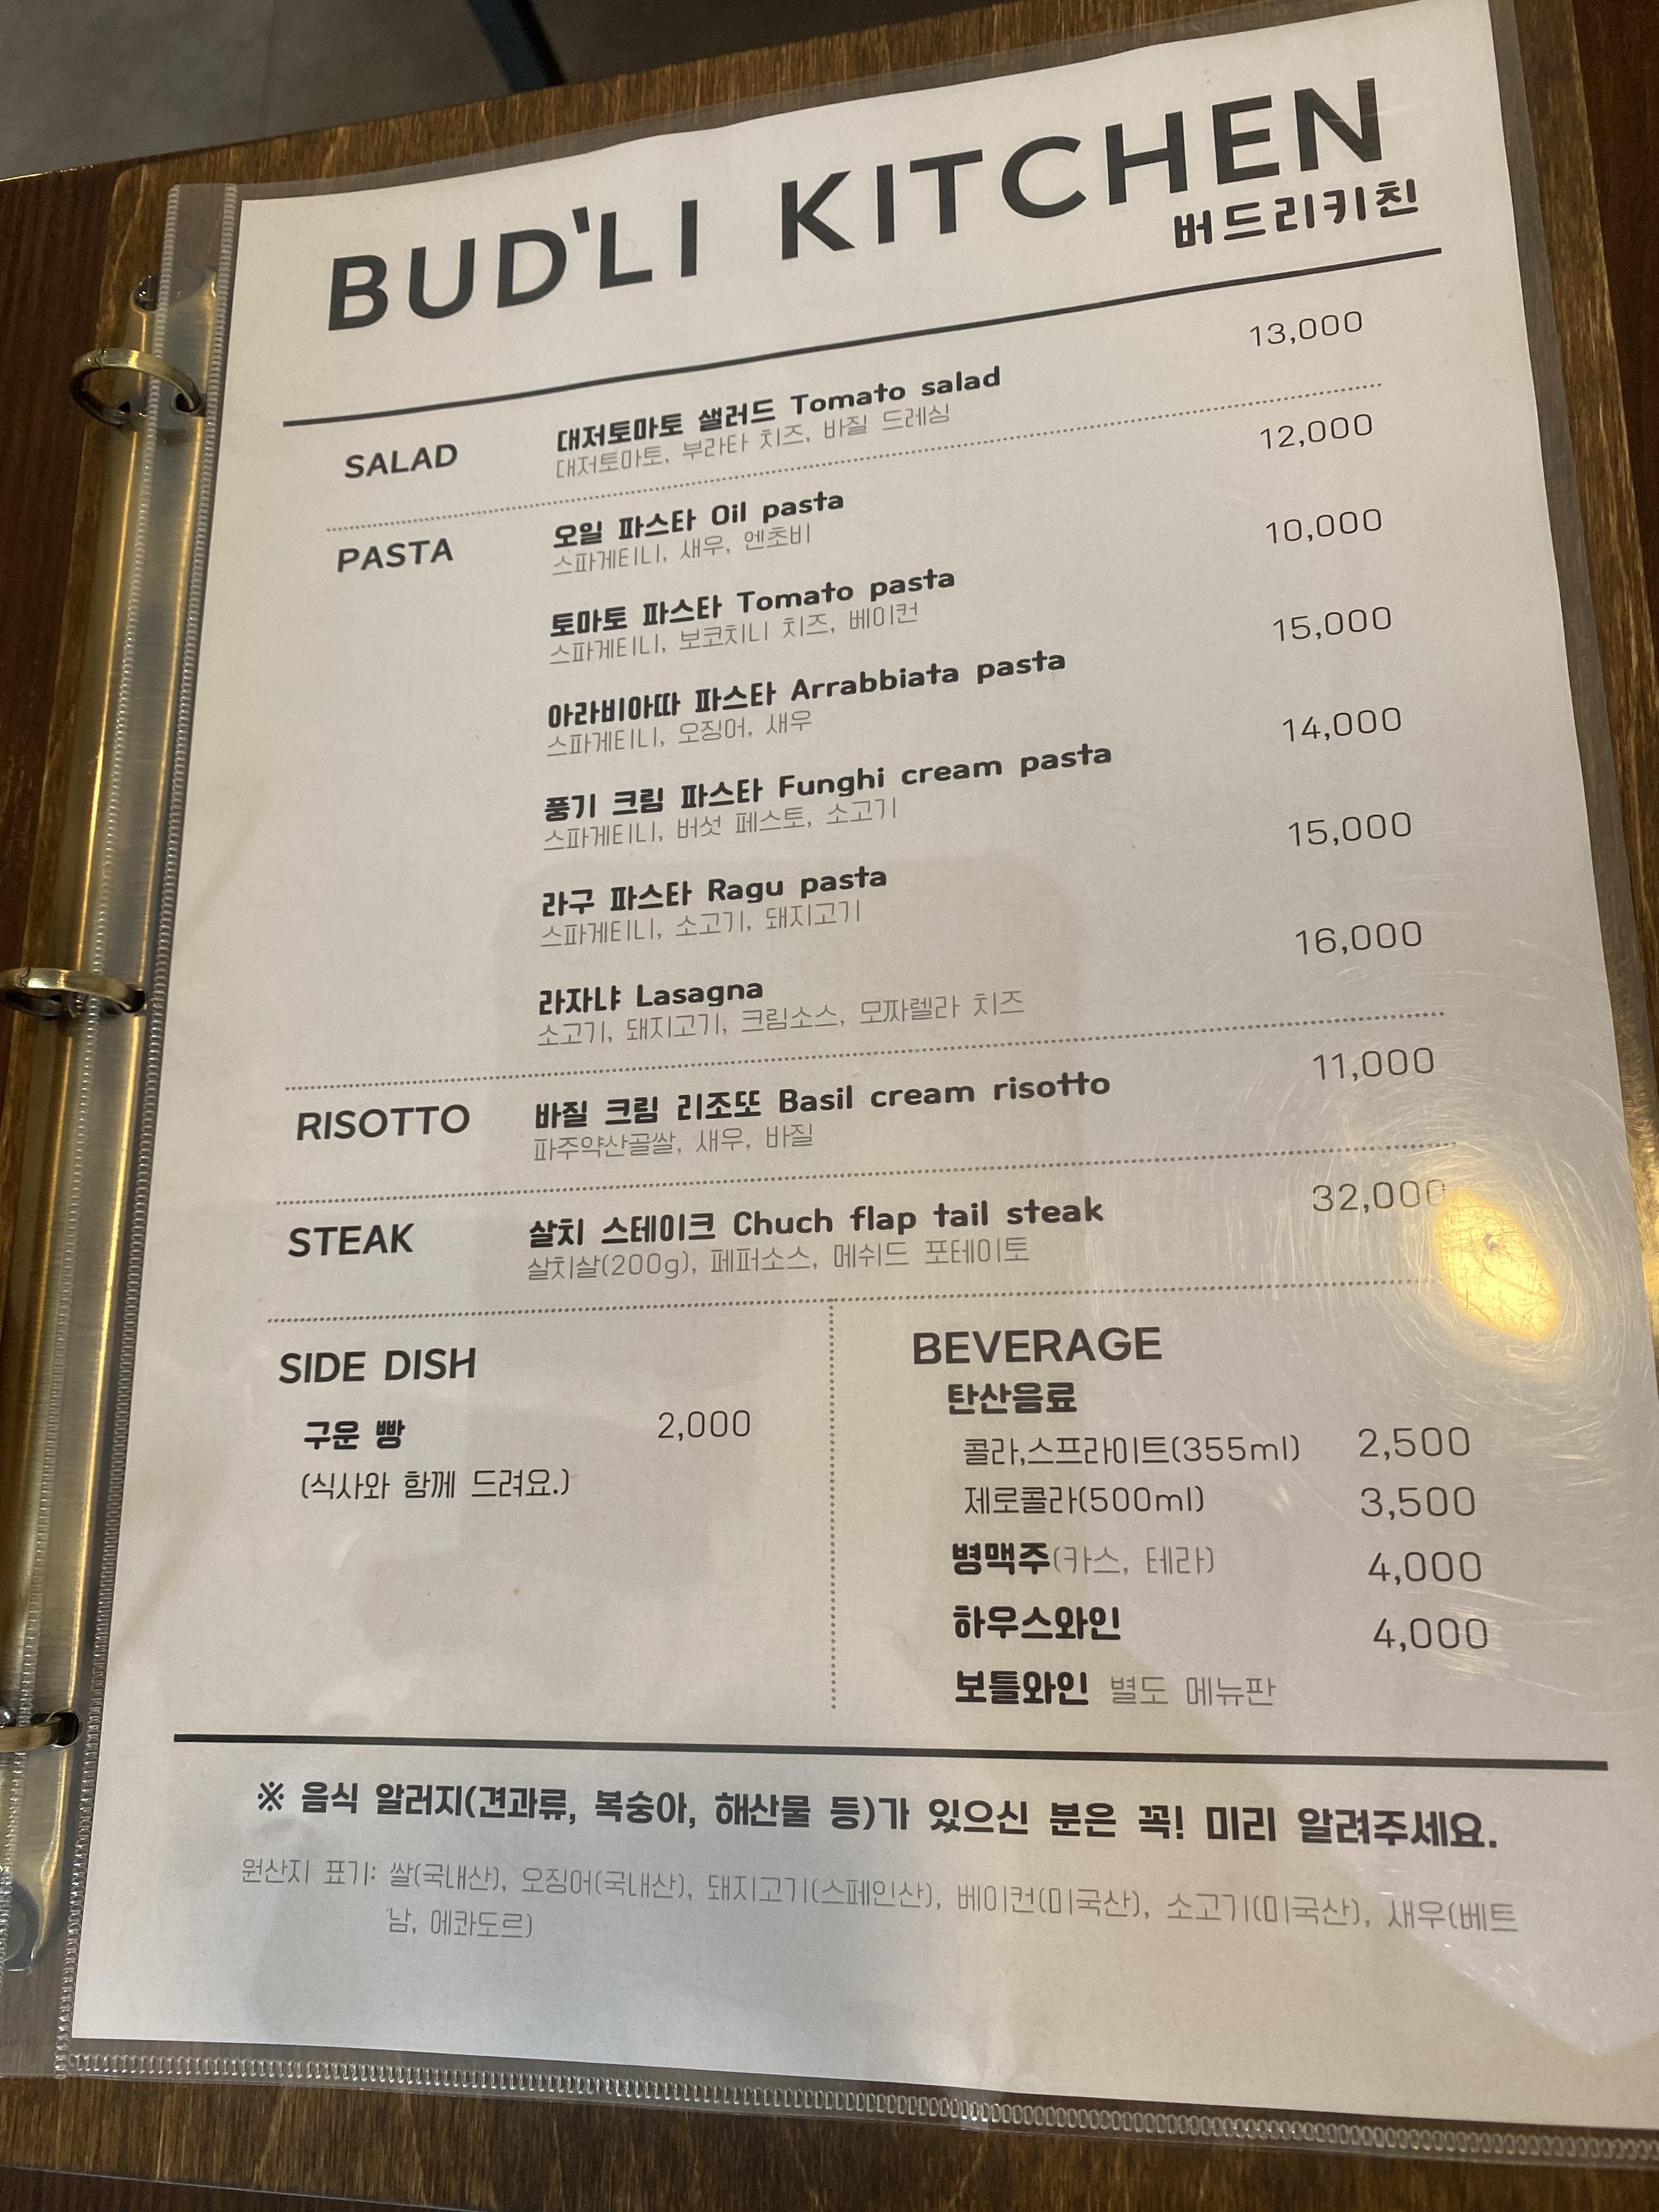 BUD'LI KITCHEN
버드리키친
SALAD 대저토마토 샐러드 Tomato salad 13,000
대저토마토, 부라타 치즈, 바질 드레싱
PASTA 오일 파스타 Oil pasta 12,000
스파게티니, 새우, 엔초비
토마토 파스타 Tomato pasta 10,000
스파게티니, 보코치니 치즈, 베이컨
아라비아따 파스타 Arrabbiata pasta 15,000
스파게티니, 오징어, 새우
풍기 크림 파스타 Funghi cream pasta 14,000
스파게티니, 버섯 페스토, 소고기
라구 파스타 Ragu pasta 15,000
스파게티니, 소고기, 돼지고기
라자냐 Lasagna 16,000
소고기, 돼지고기, 크림소스, 모짜렐라 치즈
RISOTTO 바질 크림 리조또 Basil cream risotto 11,000
파주약산골쌀, 새우, 바질
STEAK 살치 스테이크 Chuch flap tail steak 32,000
살치살(200g), 페퍼소스, 메쉬드 포테이토
SIDE DISH
구운 빵 2,000
(식사와 함께 드려요.)
BEVERAGE
탄산음료
콜라,스프라이트(355ml) 2,500
제로콜라(500ml) 3,500
병맥주(카스, 테라) 4,000
하우스와인 4,000
보틀와인 별도 메뉴판
※ 음식 알러지(견과류, 복숭아, 해산물 등)가 있으신 분은 꼭! 미리 알려주세요.
원산지 표기: 쌀(국내산), 오징어(국내산), 돼지고기(스페인산), 베이컨(미국산), 소고기(미국산), 새우(베트
남, 에콰도르)